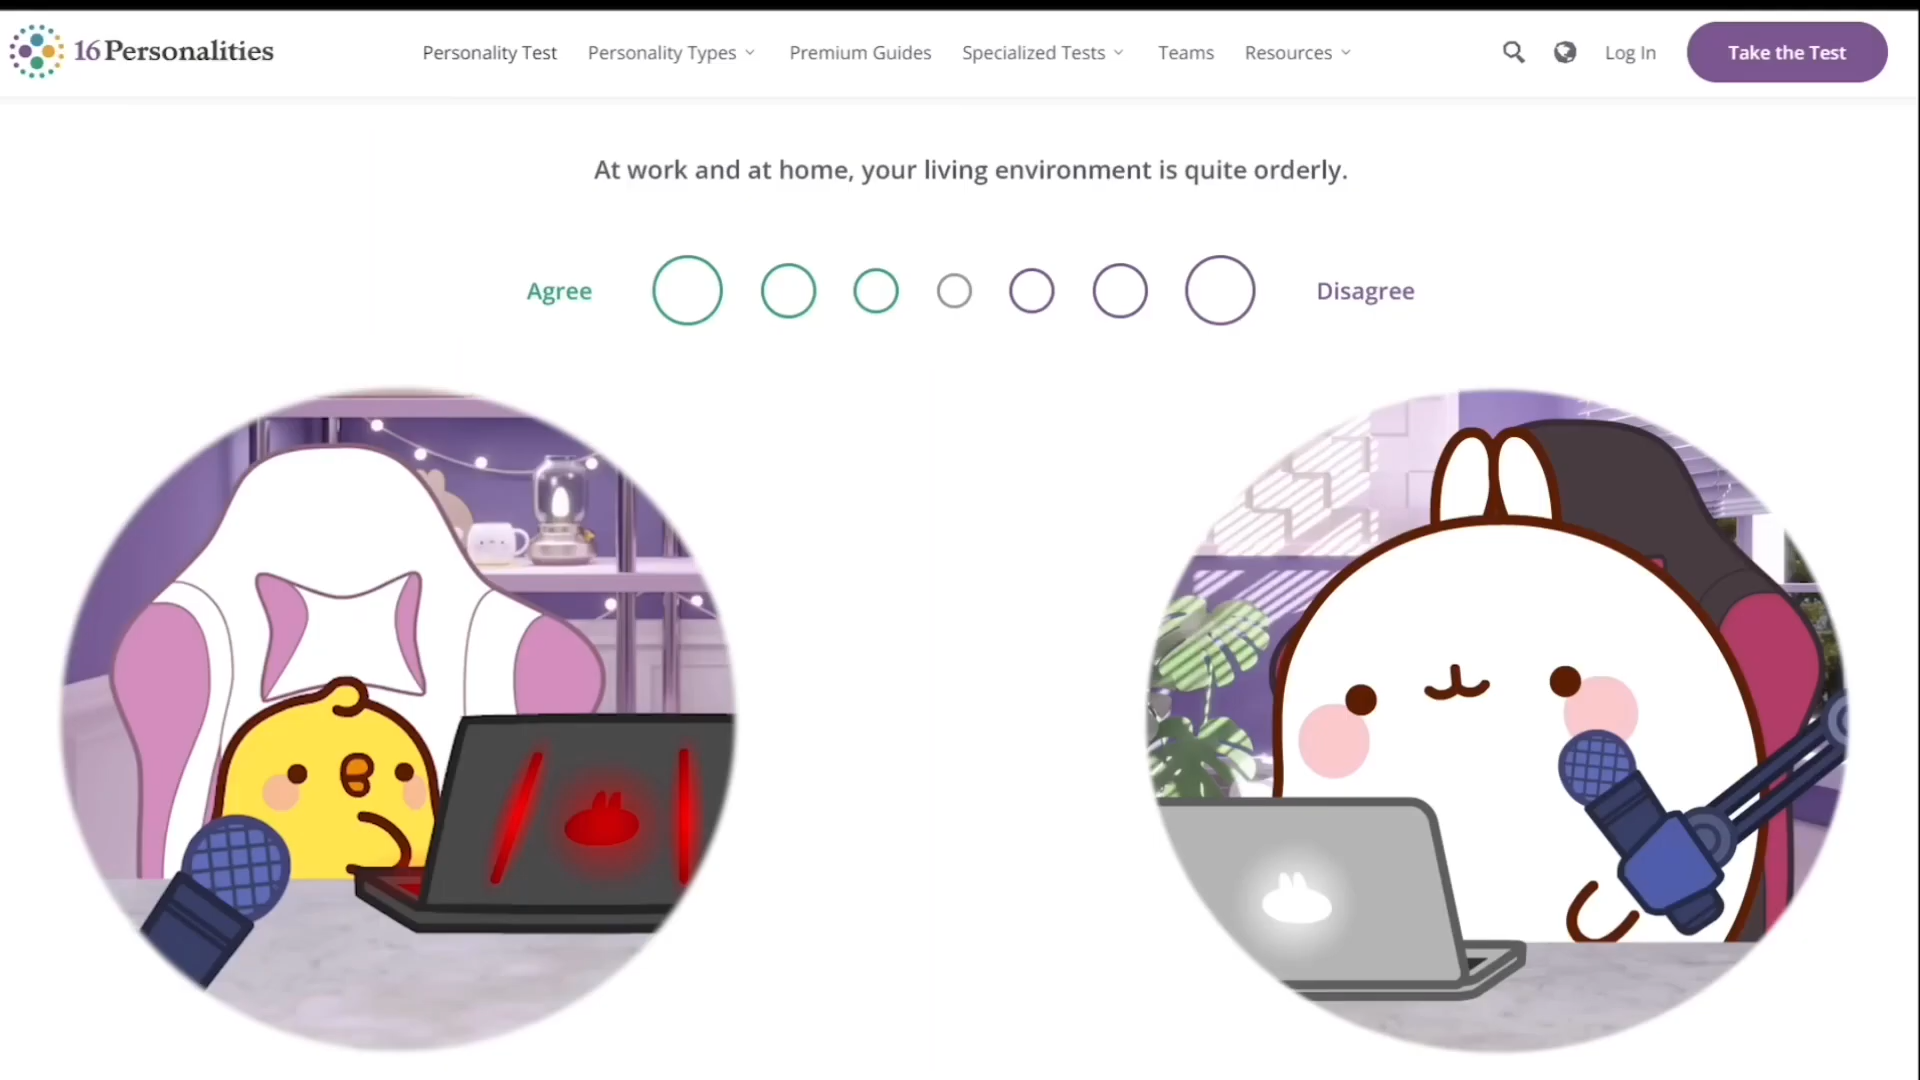 16Personalities
Personality Test Personality Types Premium Guides Specialized Tests Teams Resources Log In Take the Test
At work and at home, your living environment is quite orderly.
Agree Disagree